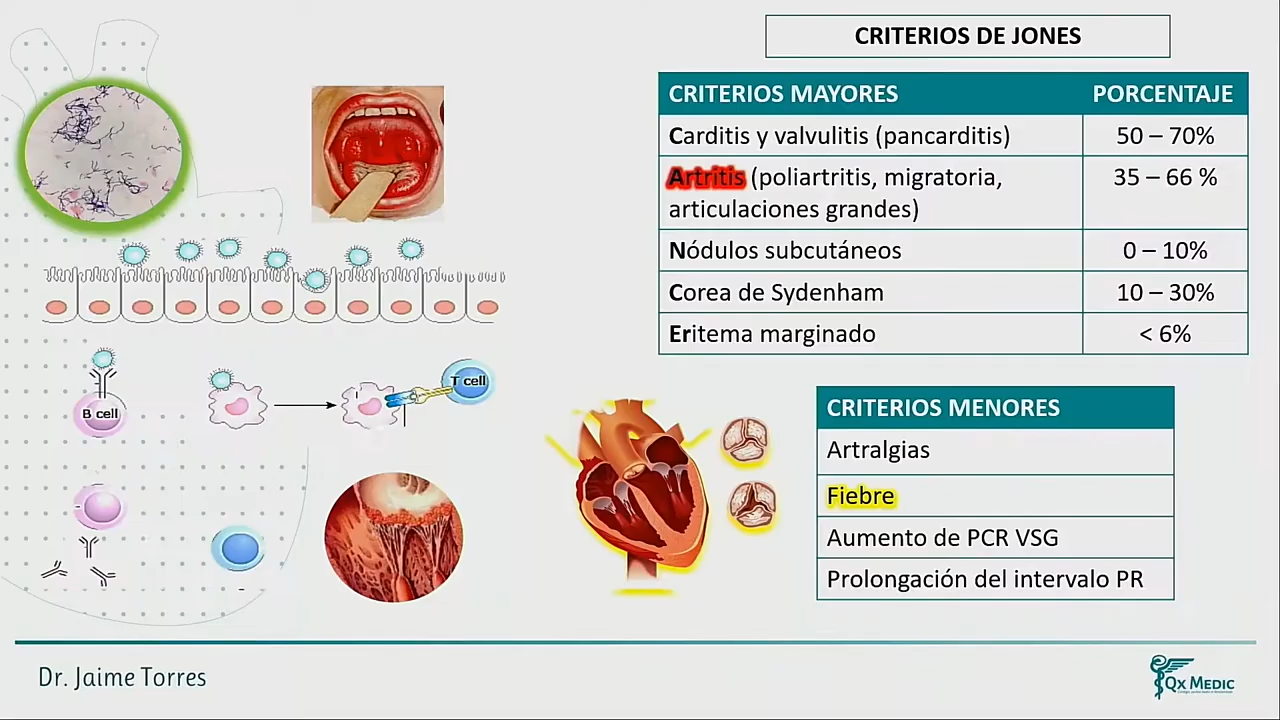 CRITERIOS DE JONES
CRITERIOS MAYORES PORCENTAJE
Carditis y valvulitis (pancarditis) 50 – 70%
Artritis (poliartritis, migratoria, 35 – 66 %
articulaciones grandes)
Nódulos subcutáneos 0 – 10%
Corea de Sydenham 10 – 30%
Eritema marginado < 6%
B cell
T cell
CRITERIOS MENORES
Artralgias
Fiebre
Aumento de PCR VSG
Prolongación del intervalo PR
Dr. Jaime Torres
Qx MEDIC